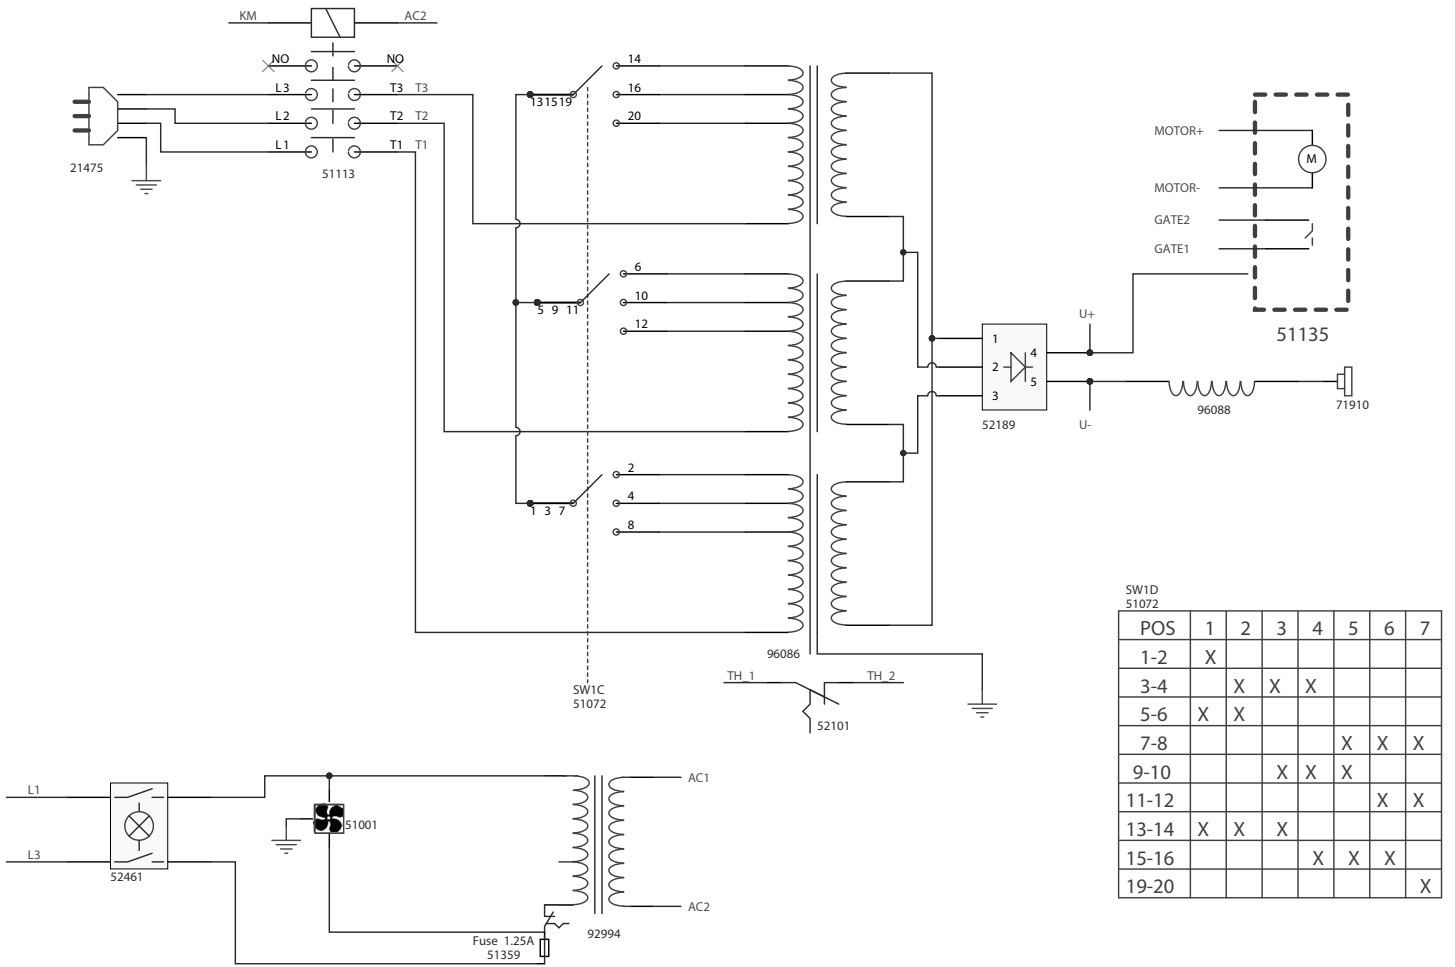 KM
AC2
NO
NO
L3
T3
T3
L2
T2
T2
L1
T1
T1
21475
51113
14
131519
16
20
6
5 9 11
10
12
2
1 3 7
4
8
96086
SW1C
51072
TH_1
TH_2
52101
1
2
3
4
5
52189
U+
U-
96088
71910
MOTOR+
MOTOR-
GATE2
GATE1
M
51135
L1
L3
52461
51001
Fuse 1.25A
51359
92994
AC1
AC2
SW1D
51072
POS 1 2 3 4 5 6 7
1-2 X
3-4 X X X
5-6 X X
7-8 X X X
9-10 X X X
11-12 X X
13-14 X X X
15-16 X X X
19-20 X